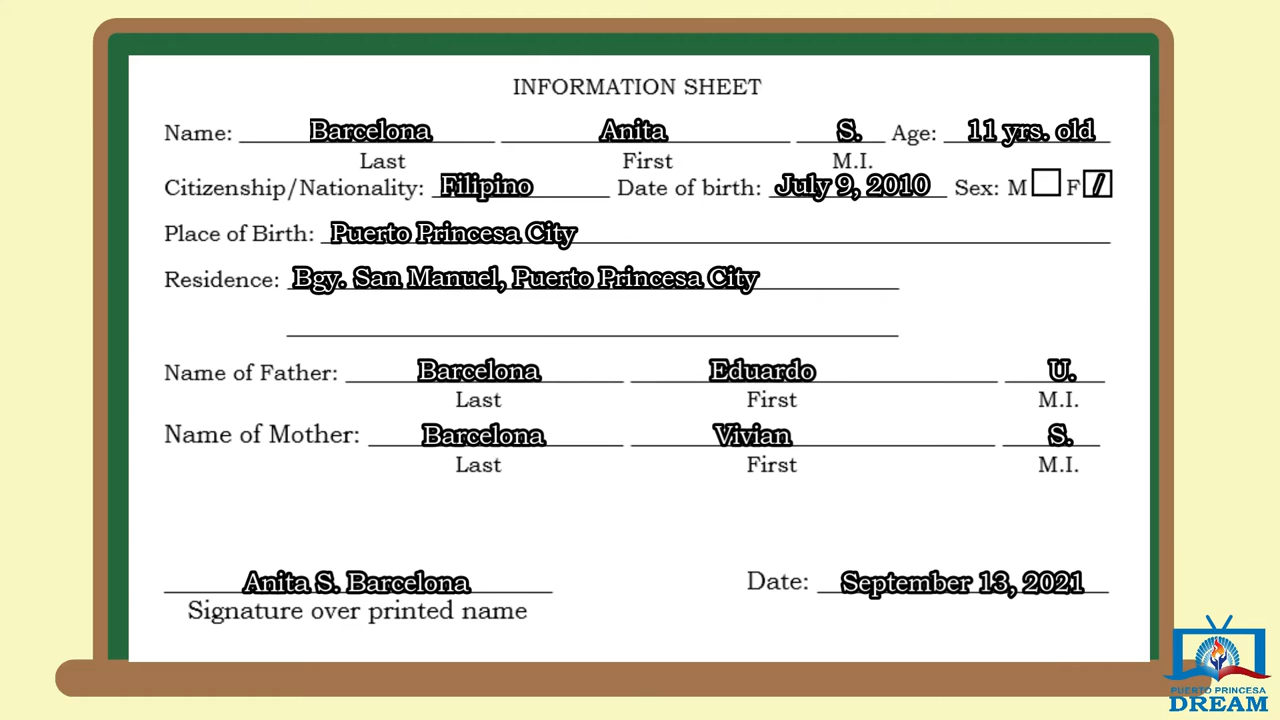 INFORMATION SHEET
Name: Barcelona Anita S. Age: 11 yrs. old
Last First M.I.
Citizenship/Nationality: Filipino Date of birth: July 9, 2010 Sex: M F /
Place of Birth: Puerto Princesa City
Residence: Bgy. San Manuel, Puerto Princesa City
Name of Father: Barcelona Eduardo U.
Last First M.I.
Name of Mother: Barcelona Vivian S.
Last First M.I.
Anita S. Barcelona Date: September 13, 2021
Signature over printed name
PUERTO PRINCESA
DREAM